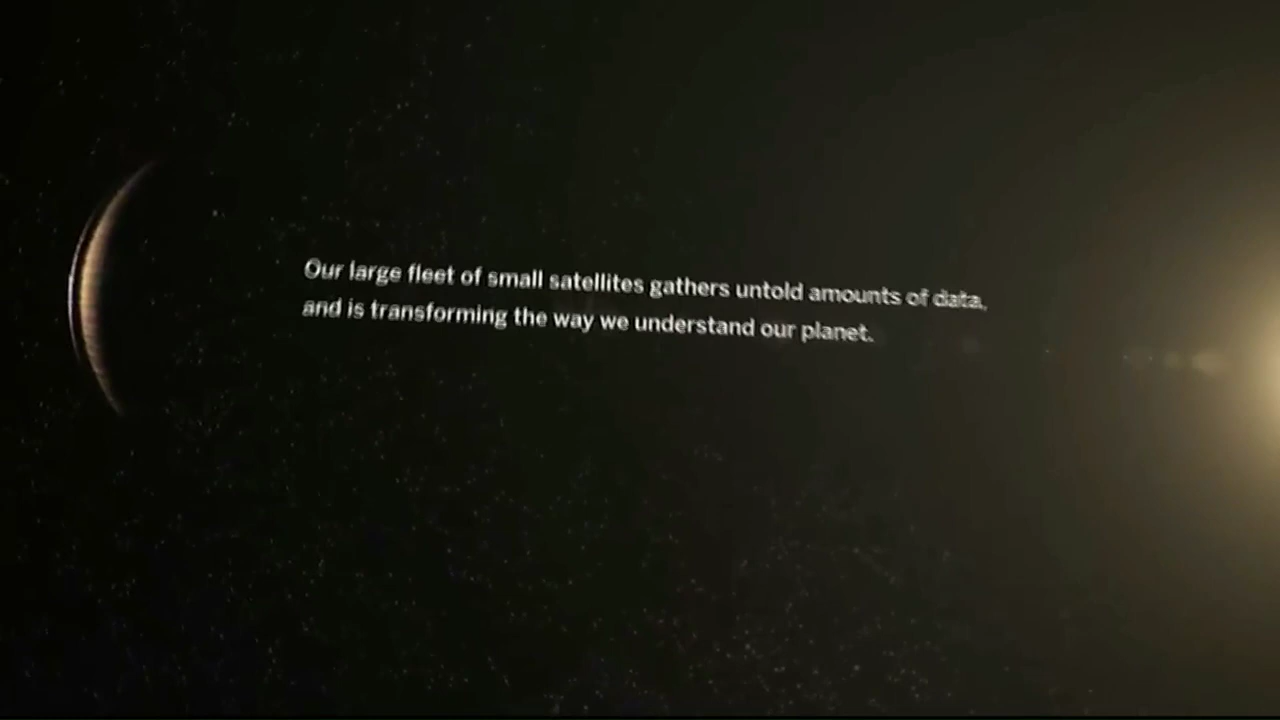 Our large fleet of small satellites gathers untold amounts of data,
and is transforming the way we understand our planet.